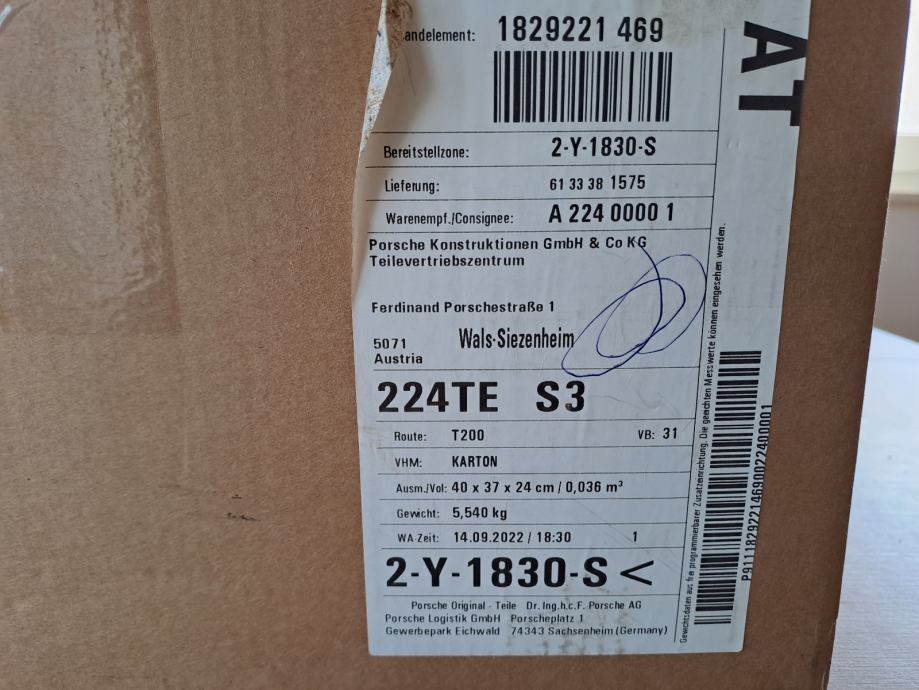 andelement: 1829221 469
AT
Bereitstellzone: 2-Y-1830-S
Lieferung: 61 33 38 1575
Warenempf./Consignee: A 224 0000 1
Porsche Konstruktionen GmbH & Co KG
Teilevertriebszentrum
Ferdinand Porschestraße 1
5071 Wals-Siezenheim
Austria
224TE S3
Route: T200 VB: 31
VHM: KARTON
Ausm./Vol: 40 x 37 x 24 cm / 0,036 m³
Gewicht: 5,540 kg
WA-Zeit: 14.09.2022 / 18:30 1
2-Y-1830-S <
Porsche Original - Teile Dr. Ing.h.c.F. Porsche AG
Porsche Logistik GmbH Porscheplatz 1
Gewerbepark Eichwald 74343 Sachsenheim (Germany)
Gewichtsdaten aus frei programmierbarer Zusatzeinrichtung. Die geeichten Messwerte können eingesehen werden.
P9111829221469002240000​1